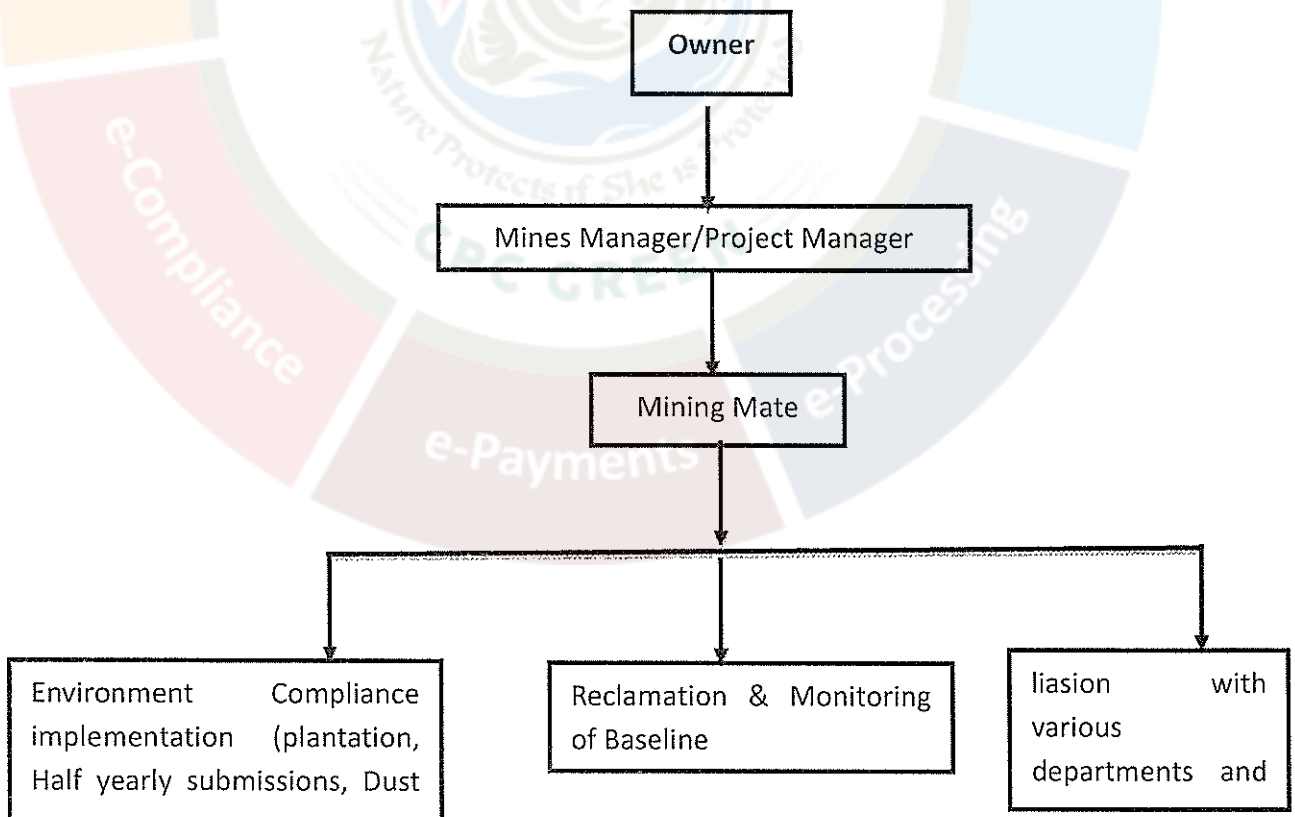 Owner
Nature Protects if She is Protected
Mines Manager/Project Manager
CPC GREEN
e-Compliance
e-Processing
Mining Mate
e-Payments
Environment Compliance
implementation (plantation,
Half yearly submissions, Dust
Reclamation & Monitoring
of Baseline
liasion with
various
departments and